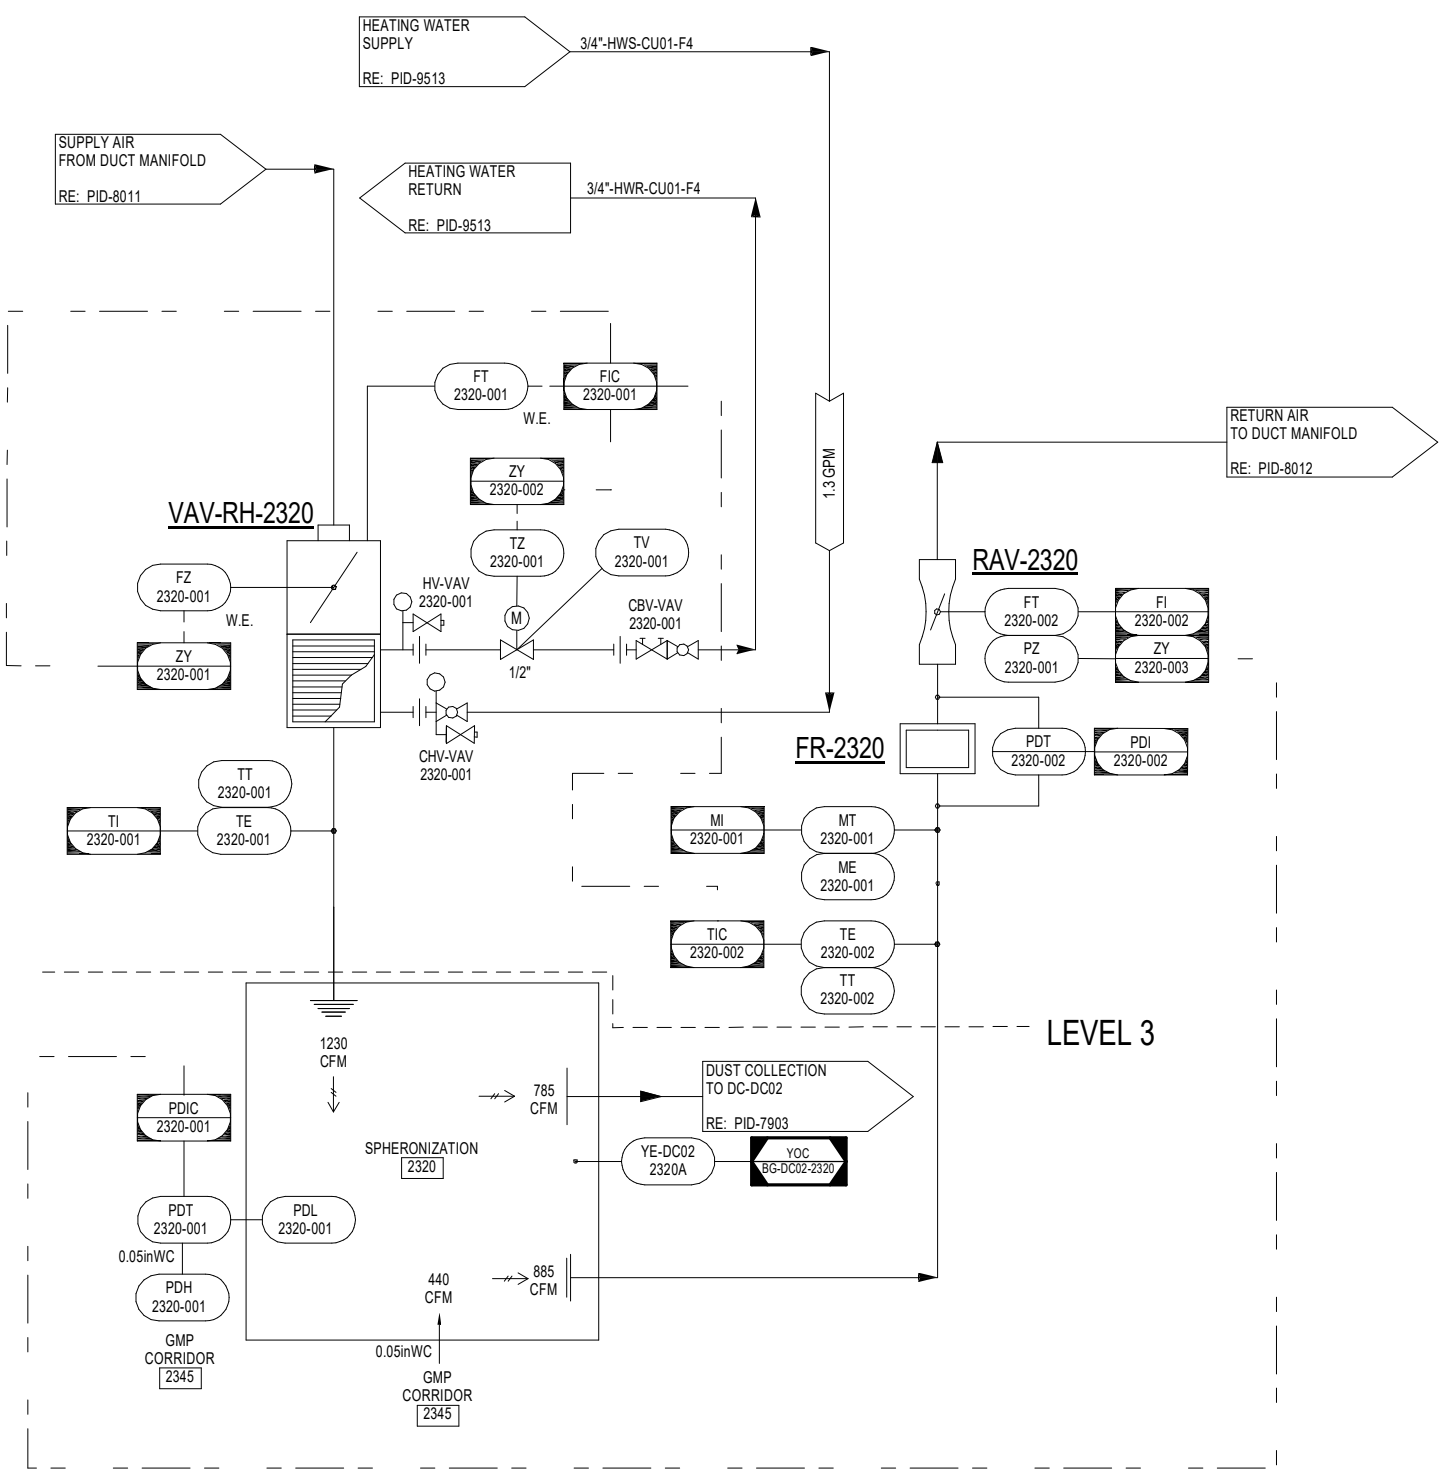 HEATING WATER
SUPPLY
RE: PID-9513
3/4"-HWS-CU01-F4
SUPPLY AIR
FROM DUCT MANIFOLD
RE: PID-8011
HEATING WATER
RETURN
RE: PID-9513
3/4"-HWR-CU01-F4
FT
2320-001
W.E.
FIC
2320-001
1.3 GPM
RETURN AIR
TO DUCT MANIFOLD
RE: PID-8012
ZY
2320-002
VAV-RH-2320
TZ
2320-001
TV
2320-001
FZ
2320-001
W.E.
ZY
2320-001
HV-VAV
2320-001
M
1/2"
CBV-VAV
2320-001
CHV-VAV
2320-001
RAV-2320
FT
2320-002
FI
2320-002
PZ
2320-001
ZY
2320-003
FR-2320
PDT
2320-002
PDI
2320-002
TT
2320-001
TI
2320-001
TE
2320-001
MI
2320-001
MT
2320-001
ME
2320-001
TIC
2320-002
TE
2320-002
TT
2320-002
LEVEL 3
1230
CFM
785
CFM
DUST COLLECTION
TO DC-DC02
RE: PID-7903
PDIC
2320-001
SPHERONIZATION
2320
YE-DC02
2320A
YOC
BG-DC02-2320
PDT
2320-001
PDL
2320-001
0.05inWC
PDH
2320-001
GMP
CORRIDOR
2345
440
CFM
885
CFM
0.05inWC
GMP
CORRIDOR
2345